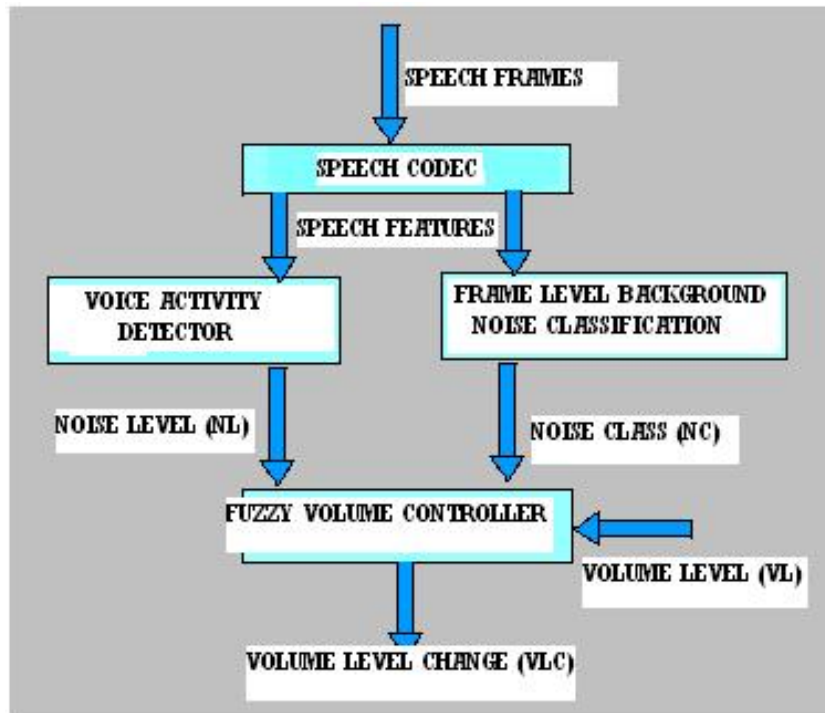 SPEECH FRAMES
SPEECH CODEC
SPEECH FEATURES
VOICE ACTIVITY
DETECTOR
FRAME LEVEL BACKGROUND
NOISE CLASSIFICATION
NOISE LEVEL (NL)
NOISE CLASS (NC)
FUZZY VOLUME CONTROLLER
VOLUME LEVEL (VL)
VOLUME LEVEL CHANGE (VLC)